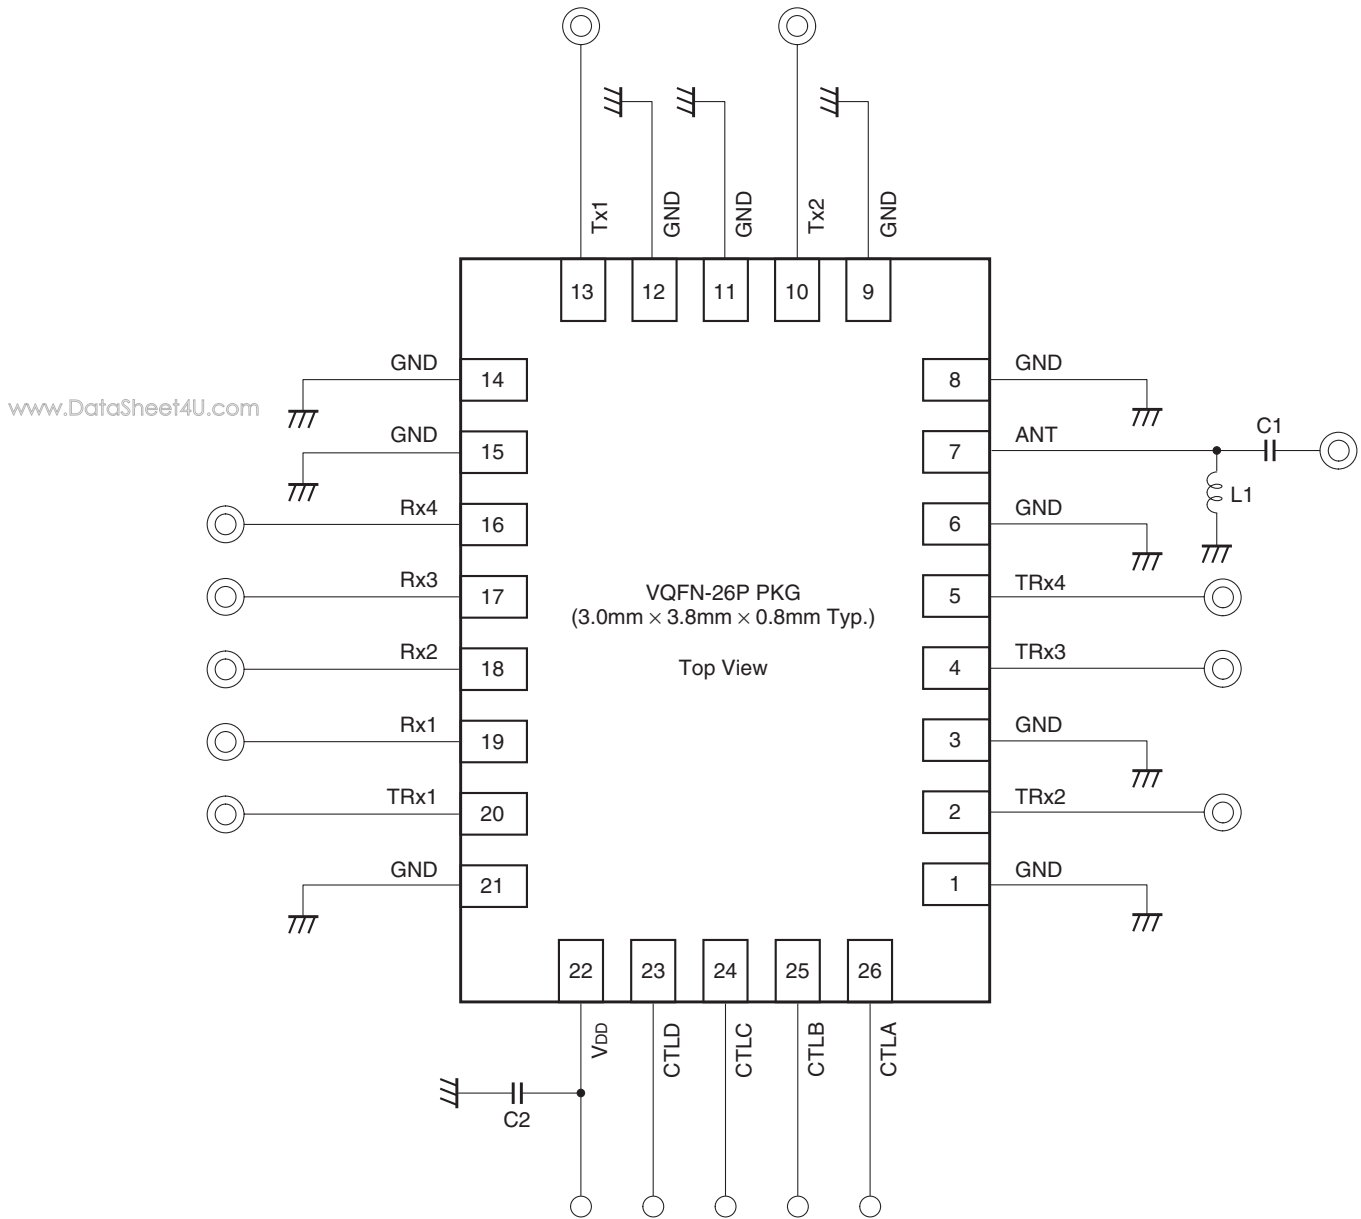 Tx1
GND
GND
Tx2
GND
13
12
11
10
9
GND
14
8
GND
www.DataSheet4U.com
GND
15
7
ANT
C1
L1
Rx4
16
6
GND
Rx3
17
5
TRx4
VQFN-26P PKG
(3.0mm × 3.8mm × 0.8mm Typ.)
Top View
Rx2
18
4
TRx3
Rx1
19
3
GND
TRx1
20
2
TRx2
GND
21
1
GND
22
23
24
25
26
VDD
CTLD
CTLC
CTLB
CTLA
C2